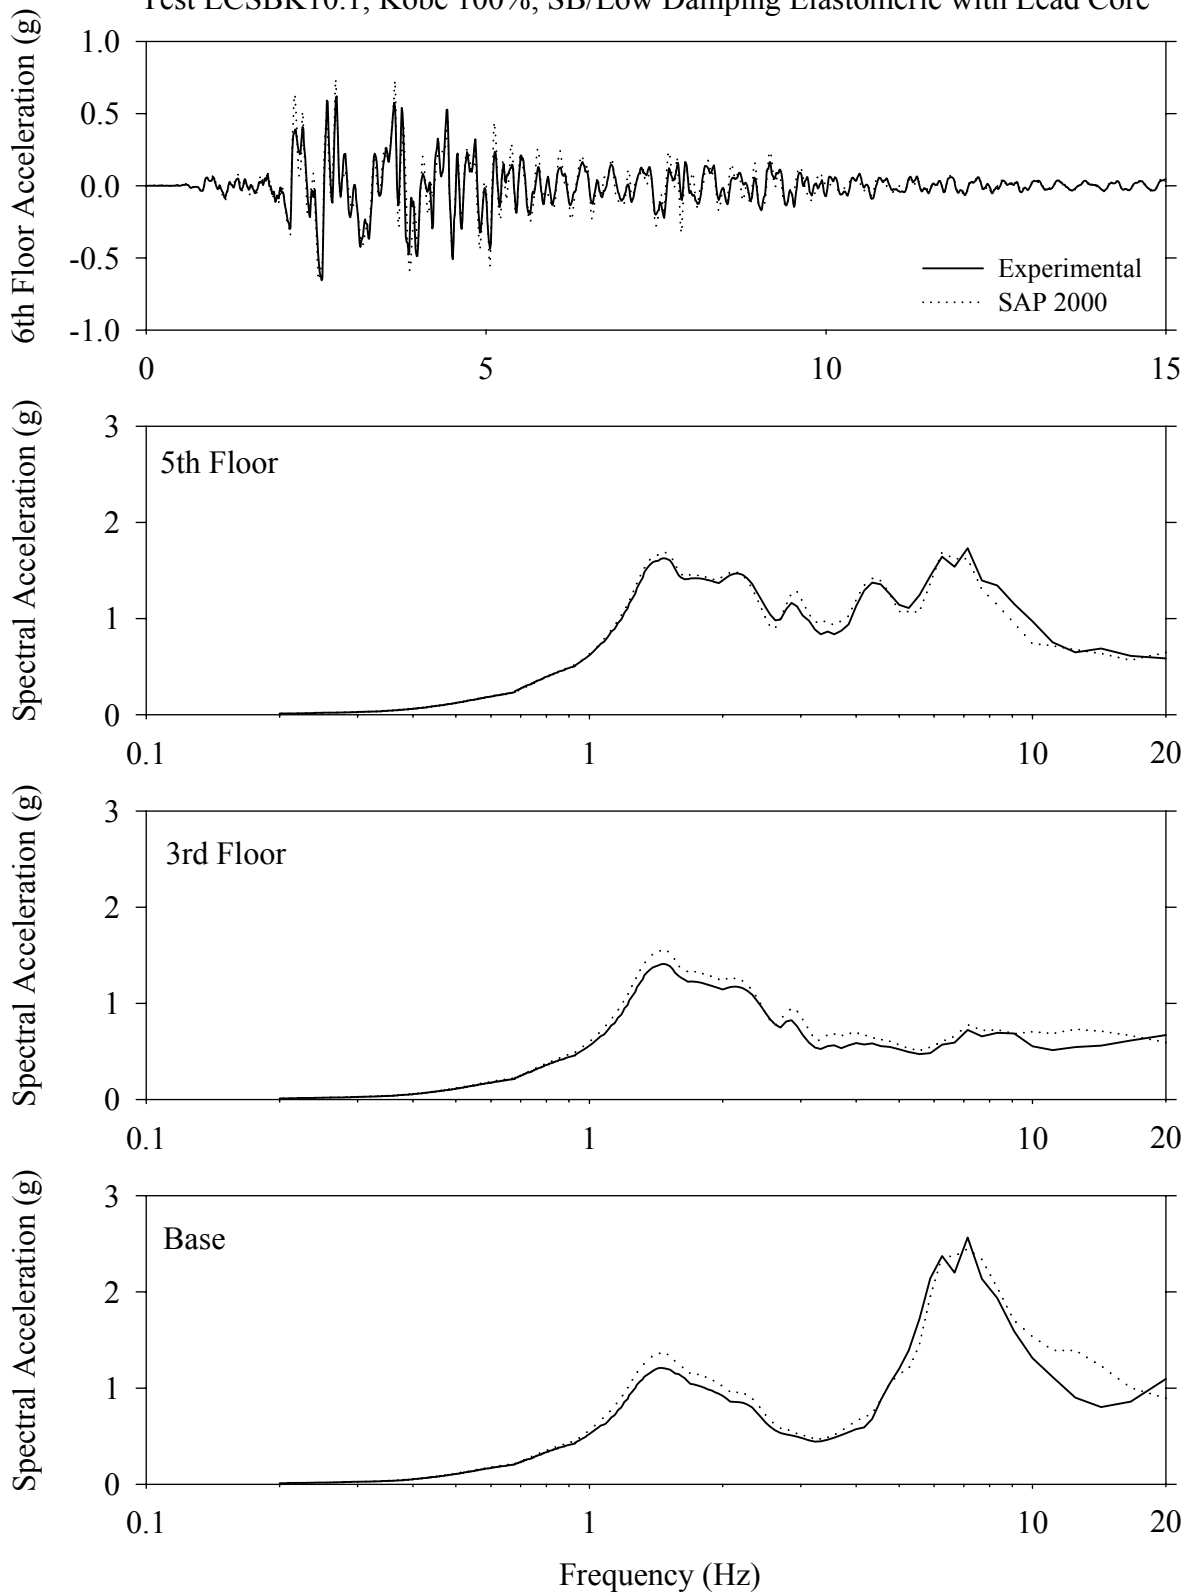 Test LCSBK10.1, Kobe 100%, SB/Low Damping Elastomeric with Lead Core
6th Floor Acceleration (g)
1.0
0.5
0.0
-0.5
-1.0
Experimental
SAP 2000
0 5 10 15
Spectral Acceleration (g)
3
2
1
0
5th Floor
0.1 1 10 20
Spectral Acceleration (g)
3
2
1
0
3rd Floor
0.1 1 10 20
Spectral Acceleration (g)
3
2
1
0
Base
0.1 1 10 20
Frequency (Hz)